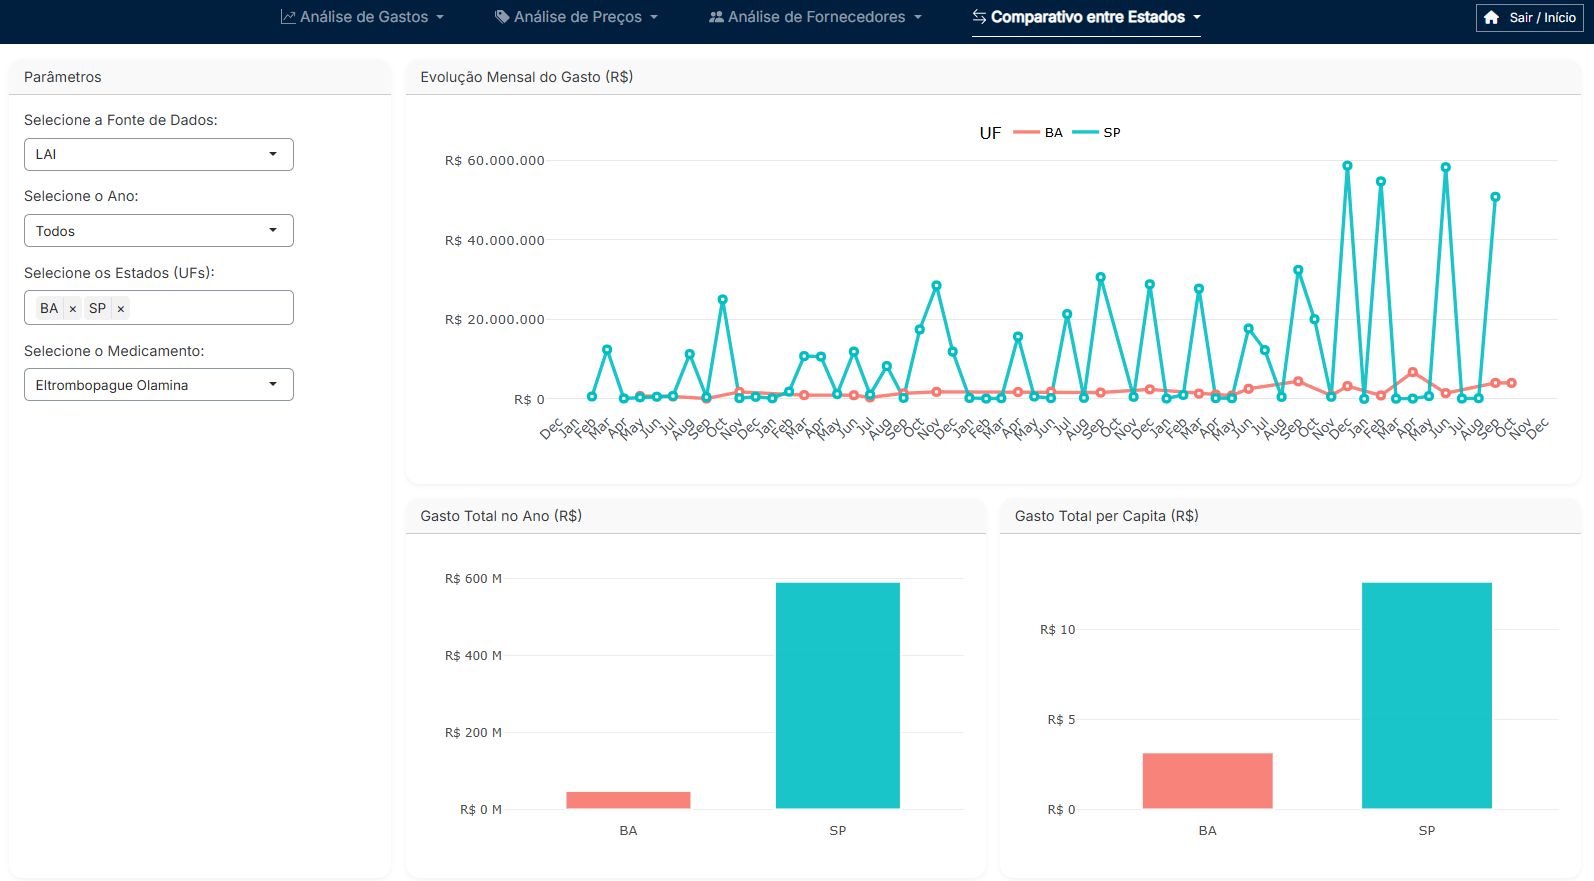 Análise de Gastos
Análise de Preços
Análise de Fornecedores
Comparativo entre Estados
Sair / Início
Parâmetros
Selecione a Fonte de Dados:
LAI
Selecione o Ano:
Todos
Selecione os Estados (UFs):
BA × SP ×
Selecione o Medicamento:
Eltrombopague Olamina
Evolução Mensal do Gasto (R$)
UF BA SP
R$ 60.000.000
R$ 40.000.000
R$ 20.000.000
R$ 0
Dec Jan Feb Mar Apr May Jun Jul Aug Sep Oct Nov Dec Jan Feb Mar Apr May Jun Jul Aug Sep Oct Nov Dec Jan Feb Mar Apr May Jun Jul Aug Sep Oct Nov Dec Jan Feb Mar Apr May Jun Jul Aug Sep Oct Nov Dec Jan Feb Mar Apr May Jun Jul Aug Sep Oct Nov Dec
Gasto Total no Ano (R$)
R$ 600 M
R$ 400 M
R$ 200 M
R$ 0 M
BA SP
Gasto Total per Capita (R$)
R$ 10
R$ 5
R$ 0
BA SP